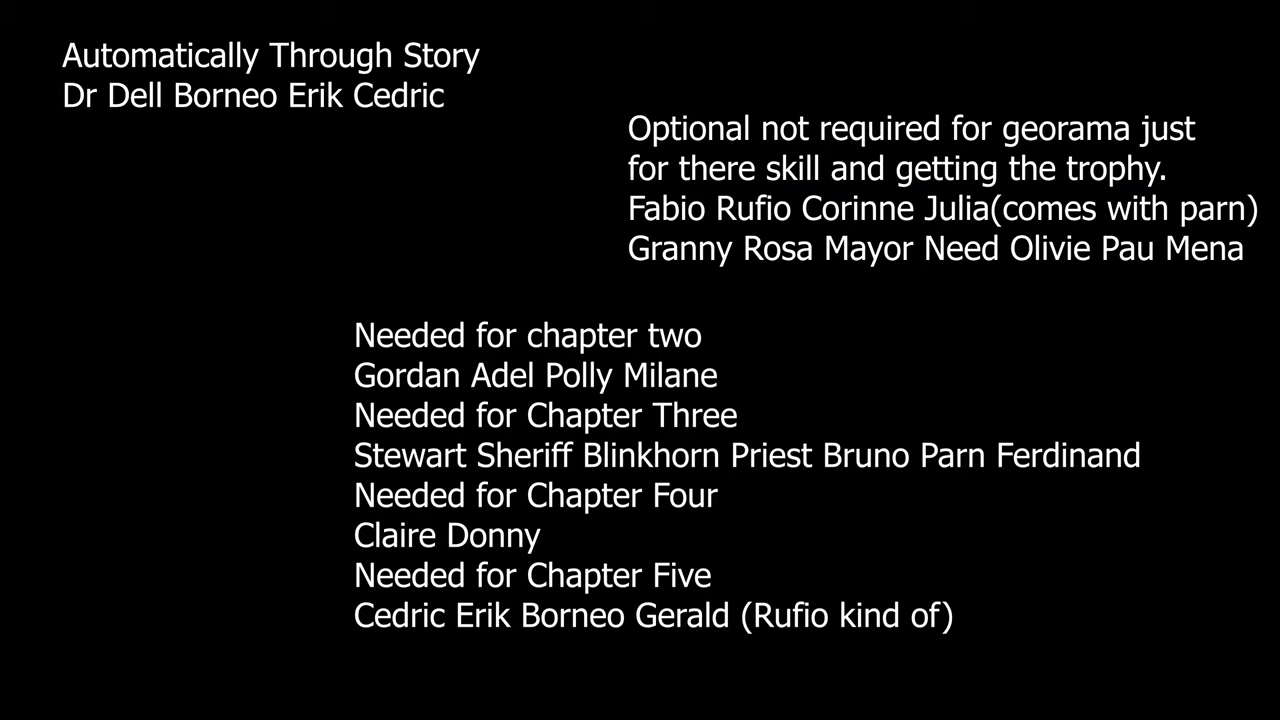 Automatically Through Story
Dr Dell Borneo Erik Cedric
Optional not required for georama just
for there skill and getting the trophy.
Fabio Rufio Corinne Julia(comes with parn)
Granny Rosa Mayor Need Olivie Pau Mena
Needed for chapter two
Gordan Adel Polly Milane
Needed for Chapter Three
Stewart Sheriff Blinkhorn Priest Bruno Parn Ferdinand
Needed for Chapter Four
Claire Donny
Needed for Chapter Five
Cedric Erik Borneo Gerald (Rufio kind of)